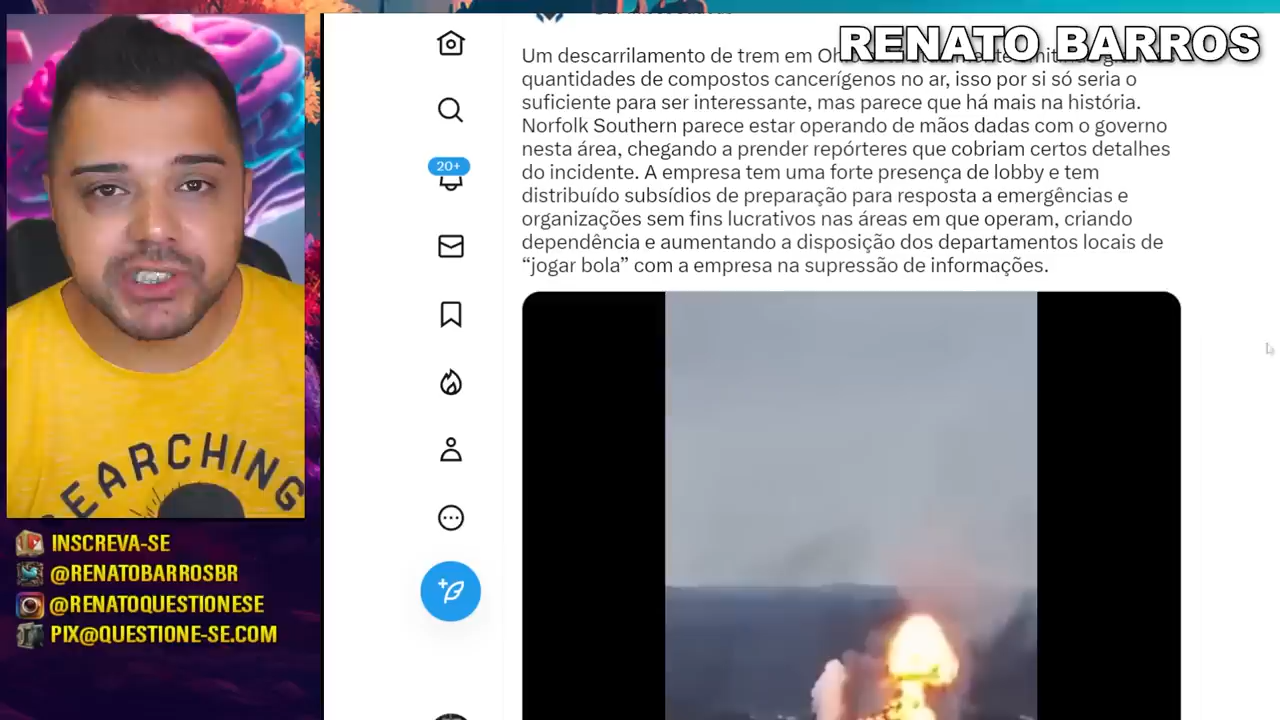 RENATO BARROS
Um descarrilamento de trem em
quantidades de compostos cancerígenos no ar, isso por si só seria o
suficiente para ser interessante, mas parece que há mais na história.
Norfolk Southern parece estar operando de mãos dadas com o governo
nesta área, chegando a prender repórteres que cobriam certos detalhes
do incidente. A empresa tem uma forte presença de lobby e tem
distribuído subsídios de preparação para resposta a emergências e
organizações sem fins lucrativos nas áreas em que operam, criando
dependência e aumentando a disposição dos departamentos locais de
“jogar bola” com a empresa na supressão de informações.
20+
EARCHING
INSCREVA-SE
@RENATOBARROSBR
@RENATOQUESTIONESE
PIX@QUESTIONE-SE.COM